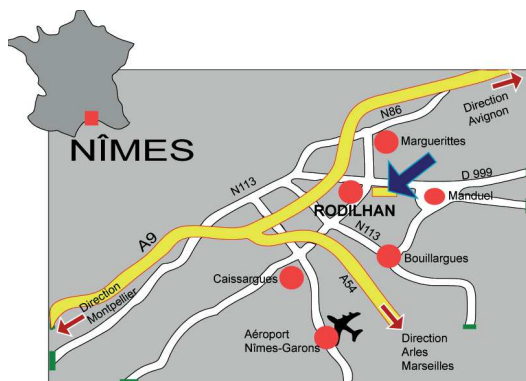 NÎMES
N86
Direction
Avignon
Marguerittes
D 999
N113
RODILHAN
Manduel
N113
A9
Bouillargues
A54
Caissargues
Direction
Montpellier
Aéroport
Nîmes-Garons
Direction
Arles
Marseilles